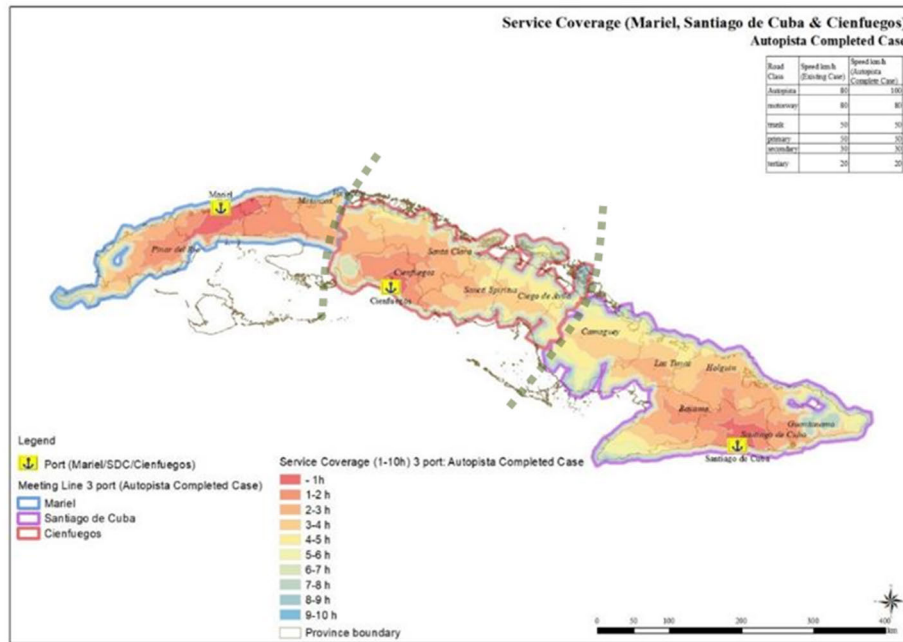 Service Coverage (Mariel, Santiago de Cuba & Cienfuegos)
Autopista Completed Case
Road Class
Speed km/h (Existing Case)
Speed km/h (Autopista Complete Case)
Autopista 80 100
motorway 80 80
trunk 50 50
primary 50 50
secondary 30 30
tertiary 20 20
Mariel
Matanzas
Pinar del Rio
Santa Clara
Cienfuegos
Cienfuegos
Sancti Spiritus
Ciego de Avila
Camaguey
Las Tunas
Holguin
Bayamo
Guantanamo
Santiago de Cuba
Santiago de Cuba
Legend
Port (Mariel/SDC/Cienfuegos)
Meeting Line 3 port (Autopista Completed Case)
Mariel
Santiago de Cuba
Cienfuegos
Service Coverage (1-10h) 3 port: Autopista Completed Case
- 1h
1-2 h
2-3 h
3-4 h
4-5 h
5-6 h
6-7 h
7-8 h
8-9 h
9-10 h
Province boundary
0 100 200 300 400
km